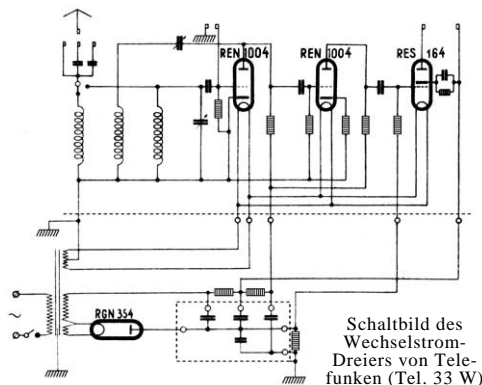 REN 1004
REN 1004
RES 164
RGN 354
Schaltbild des
Wechselstrom-
Dreiers von Tele-
funken (Tel. 33 W)